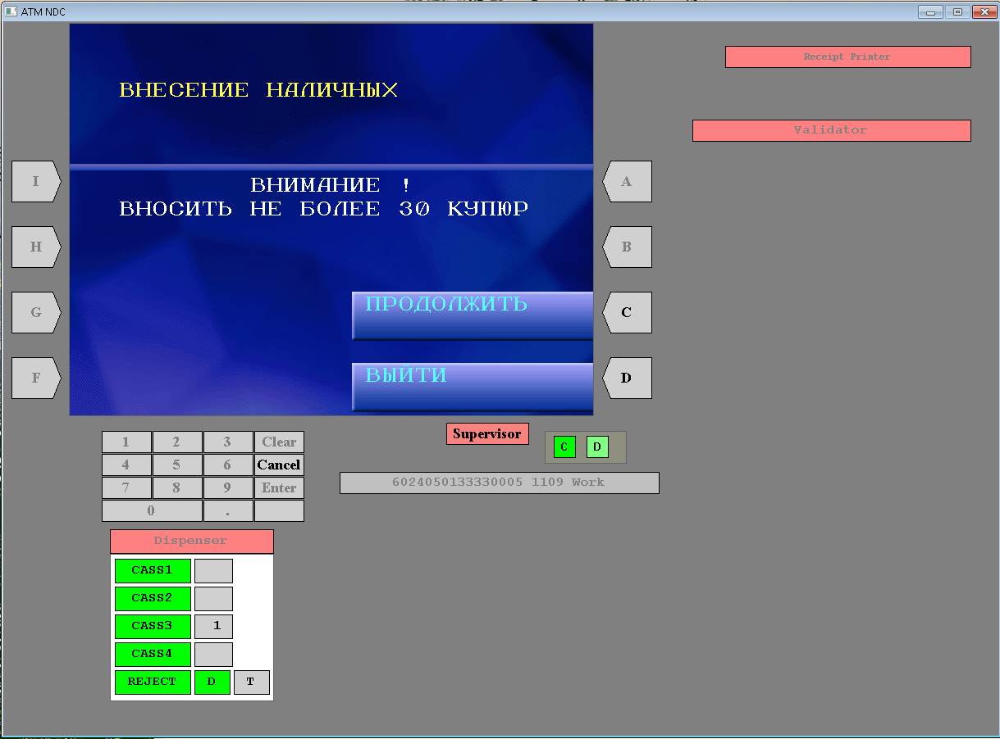 ATM NDC
Receipt Printer
ВНЕСЕНИЕ НАЛИЧНЫХ
Validator
ВНИМАНИЕ !
ВНОСИТЬ НЕ БОЛЕЕ 30 КУПЮР
I
A
H
B
ПРОДОЛЖИТЬ
G
C
ВЫЙТИ
F
D
Supervisor
1 2 3 Clear
C D
4 5 6 Cancel
6024050133330005 1109 Work
7 8 9 Enter
0 .
Dispenser
CASS1
CASS2
CASS3 1
CASS4
REJECT D T